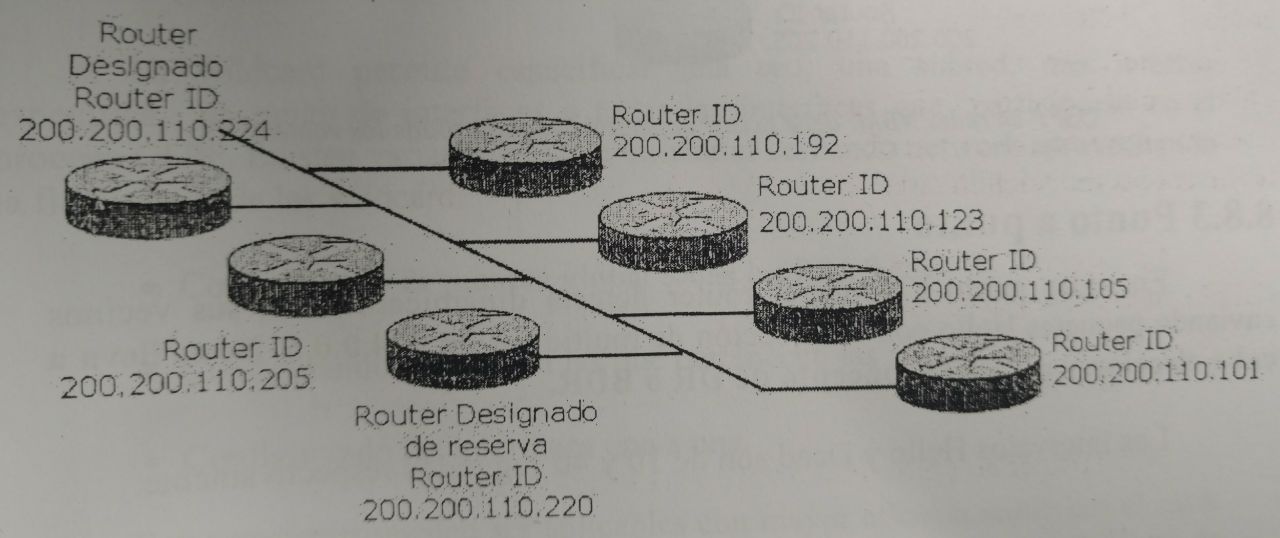 Router
Designado
Router ID
200.200.110.224
Router ID
200.200.110.192
Router ID
200.200.110.123
Router ID
200.200.110.105
Router ID
200.200.110.101
Router ID
200.200.110.205
Router Designado
de reserva
Router ID
200.200.110.220